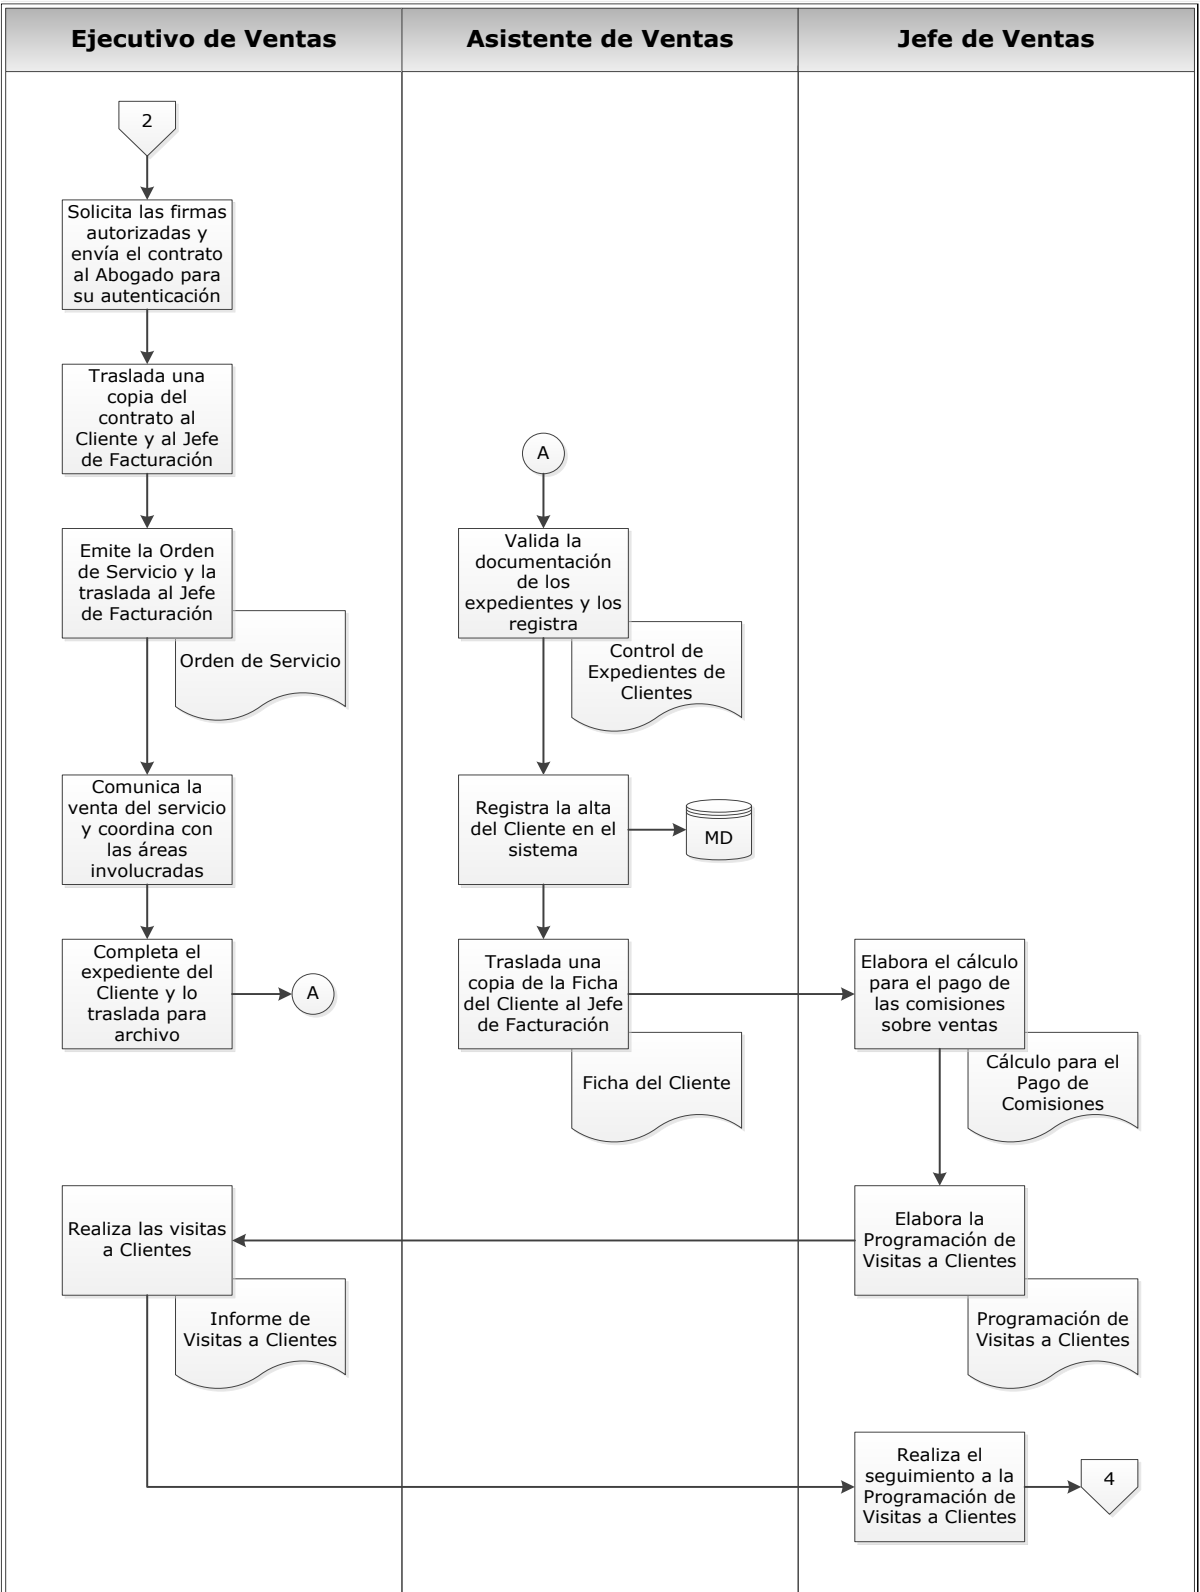 Ejecutivo de Ventas
Asistente de Ventas
Jefe de Ventas
2
Solicita las firmas
autorizadas y
envía el contrato
al Abogado para
su autenticación
Traslada una
copia del
contrato al
Cliente y al Jefe
de Facturación
Emite la Orden
de Servicio y la
traslada al Jefe
de Facturación
Orden de Servicio
Comunica la
venta del servicio
y coordina con
las áreas
involucradas
Completa el
expediente del
Cliente y lo
traslada para
archivo
A
A
Valida la
documentación
de los
expedientes y los
registra
Control de
Expedientes de
Clientes
Registra la alta
del Cliente en el
sistema
MD
Traslada una
copia de la Ficha
del Cliente al Jefe
de Facturación
Ficha del Cliente
Elabora el cálculo
para el pago de
las comisiones
sobre ventas
Cálculo para el
Pago de
Comisiones
Elabora la
Programación de
Visitas a Clientes
Programación de
Visitas a Clientes
Realiza las visitas
a Clientes
Informe de
Visitas a Clientes
Realiza el
seguimiento a la
Programación de
Visitas a Clientes
4